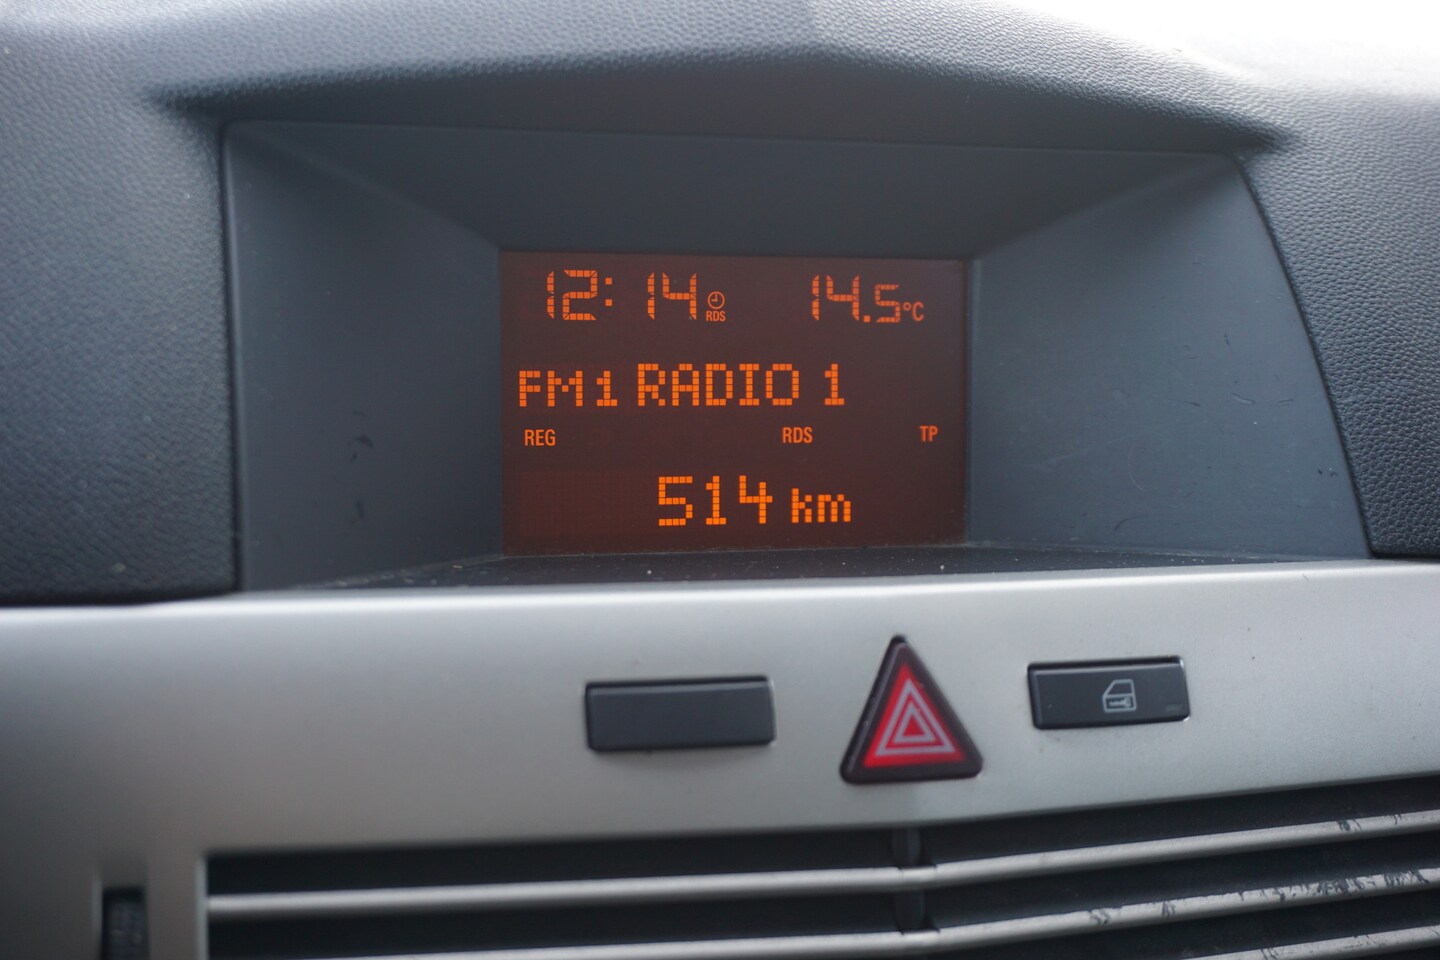 12:14 RDS 14.5°C
FM1 RADIO 1
REG RDS TP
514 km